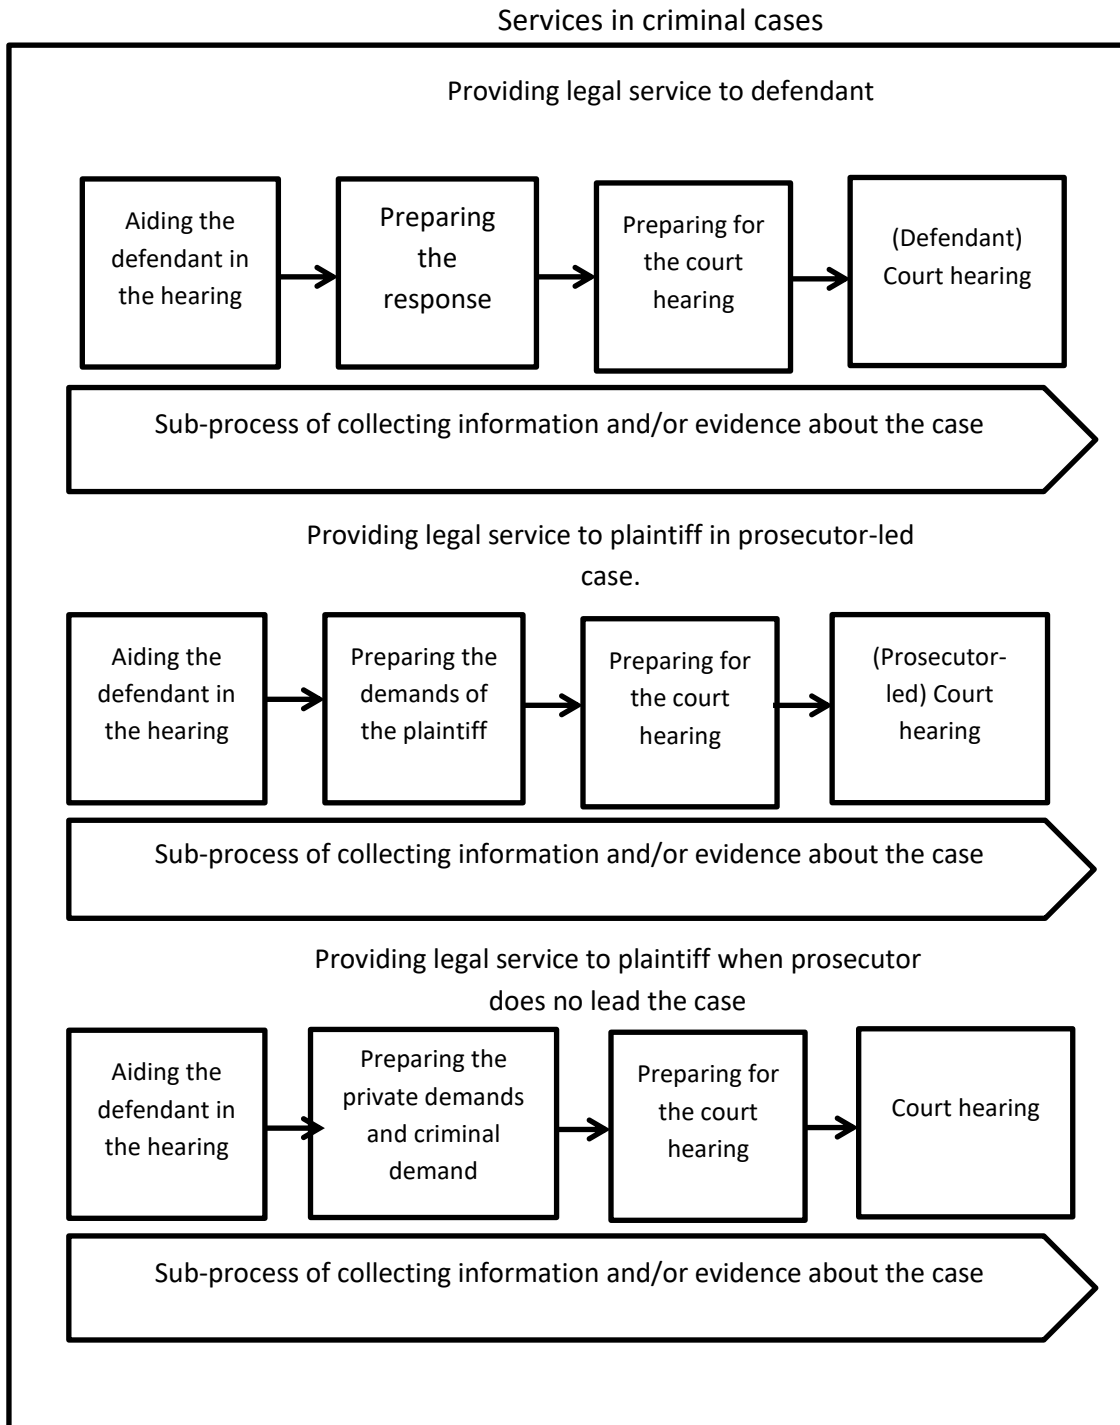 Services in criminal cases
Providing legal service to defendant
Aiding the
defendant in
the hearing
Preparing
the
response
Preparing for
the court
hearing
(Defendant)
Court hearing
Sub-process of collecting information and/or evidence about the case
Providing legal service to plaintiff in prosecutor-led
case.
Aiding the
defendant in
the hearing
Preparing the
demands of
the plaintiff
Preparing for
the court
hearing
(Prosecutor-
led) Court
hearing
Sub-process of collecting information and/or evidence about the case
Providing legal service to plaintiff when prosecutor
does no lead the case
Aiding the
defendant in
the hearing
Preparing the
private demands
and criminal
demand
Preparing for
the court
hearing
Court hearing
Sub-process of collecting information and/or evidence about the case